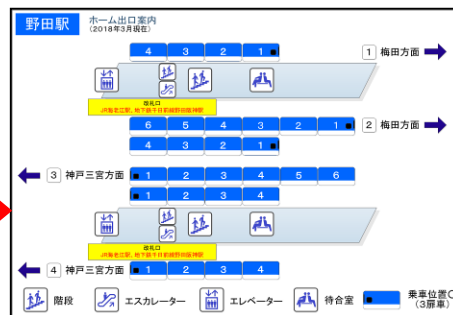 野田駅
ホーム出口案内
(2018年3月現在)
4 3 2 1
1 梅田方面
改札口
JR海老江駅, 地下鉄千日前線野田阪神駅
6 5 4 3 2 1
2 梅田方面
4 3 2 1
3 神戸三宮方面
1 2 3 4 5 6
1 2 3 4
改札口
JR海老江駅, 地下鉄千日前線野田阪神駅
4 神戸三宮方面
1 2 3 4
階段
エスカレーター
エレベーター
待合室
乗車位置
(3扉車)